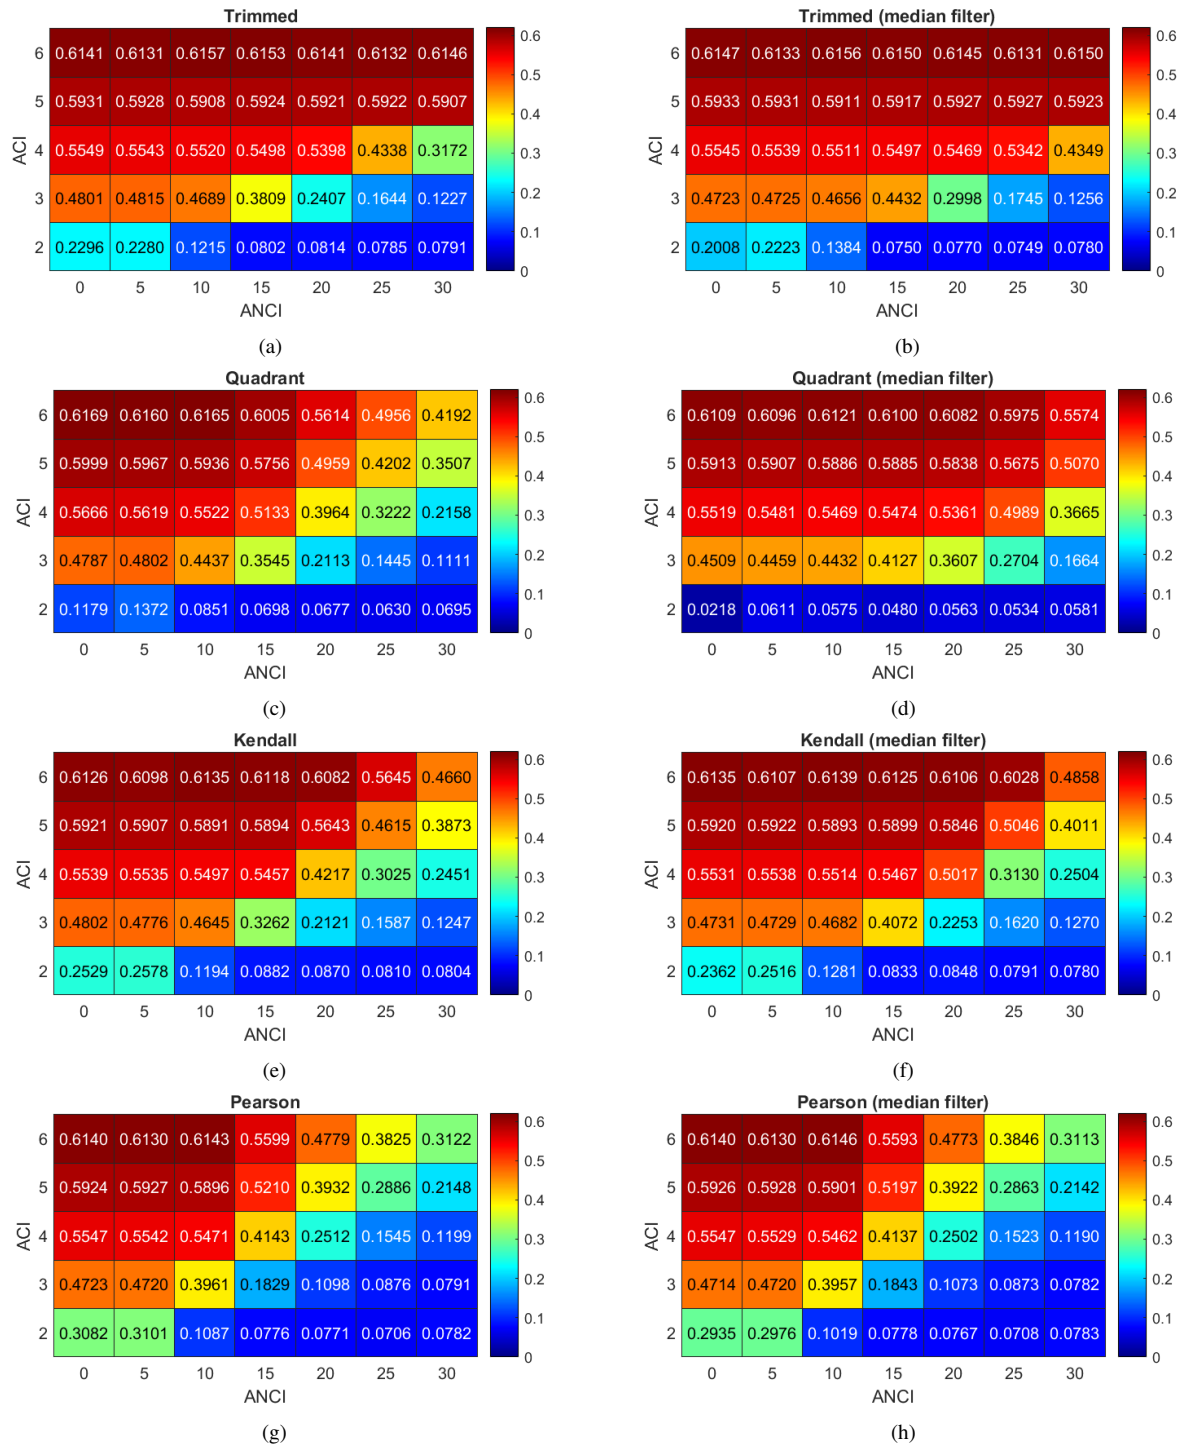 Trimmed
6 0.6141 0.6131 0.6157 0.6153 0.6141 0.6132 0.6146
5 0.5931 0.5928 0.5908 0.5924 0.5921 0.5922 0.5907
4 0.5549 0.5543 0.5520 0.5498 0.5398 0.4338 0.3172
3 0.4801 0.4815 0.4689 0.3809 0.2407 0.1644 0.1227
2 0.2296 0.2280 0.1215 0.0802 0.0814 0.0785 0.0791
0 5 10 15 20 25 30
ANCI
ACI
0.6
0.5
0.4
0.3
0.2
0.1
0
(a)
Trimmed (median filter)
6 0.6147 0.6133 0.6156 0.6150 0.6145 0.6131 0.6150
5 0.5933 0.5931 0.5911 0.5917 0.5927 0.5927 0.5923
4 0.5545 0.5539 0.5511 0.5497 0.5469 0.5342 0.4349
3 0.4723 0.4725 0.4656 0.4432 0.2998 0.1745 0.1256
2 0.2008 0.2223 0.1384 0.0750 0.0770 0.0749 0.0780
0 5 10 15 20 25 30
ANCI
ACI
0.6
0.5
0.4
0.3
0.2
0.1
0
(b)
Quadrant
6 0.6169 0.6160 0.6165 0.6005 0.5614 0.4956 0.4192
5 0.5999 0.5967 0.5936 0.5756 0.4959 0.4202 0.3507
4 0.5666 0.5619 0.5522 0.5133 0.3964 0.3222 0.2158
3 0.4787 0.4802 0.4437 0.3545 0.2113 0.1445 0.1111
2 0.1179 0.1372 0.0851 0.0698 0.0677 0.0630 0.0695
0 5 10 15 20 25 30
ANCI
ACI
0.6
0.5
0.4
0.3
0.2
0.1
0
(c)
Quadrant (median filter)
6 0.6109 0.6096 0.6121 0.6100 0.6082 0.5975 0.5574
5 0.5913 0.5907 0.5886 0.5885 0.5838 0.5675 0.5070
4 0.5519 0.5481 0.5469 0.5474 0.5361 0.4989 0.3665
3 0.4509 0.4459 0.4432 0.4127 0.3607 0.2704 0.1664
2 0.0218 0.0611 0.0575 0.0480 0.0563 0.0534 0.0581
0 5 10 15 20 25 30
ANCI
ACI
0.6
0.5
0.4
0.3
0.2
0.1
0
(d)
Kendall
6 0.6126 0.6098 0.6135 0.6118 0.6082 0.5645 0.4660
5 0.5921 0.5907 0.5891 0.5894 0.5643 0.4615 0.3873
4 0.5539 0.5535 0.5497 0.5457 0.4217 0.3025 0.2451
3 0.4802 0.4776 0.4645 0.3262 0.2121 0.1587 0.1247
2 0.2529 0.2578 0.1194 0.0882 0.0870 0.0810 0.0804
0 5 10 15 20 25 30
ANCI
ACI
0.6
0.5
0.4
0.3
0.2
0.1
0
(e)
Kendall (median filter)
6 0.6135 0.6107 0.6139 0.6125 0.6106 0.6028 0.4858
5 0.5920 0.5922 0.5893 0.5899 0.5846 0.5046 0.4011
4 0.5531 0.5538 0.5514 0.5467 0.5017 0.3130 0.2504
3 0.4731 0.4729 0.4682 0.4072 0.2253 0.1620 0.1270
2 0.2362 0.2516 0.1281 0.0833 0.0848 0.0791 0.0780
0 5 10 15 20 25 30
ANCI
ACI
0.6
0.5
0.4
0.3
0.2
0.1
0
(f)
Pearson
6 0.6140 0.6130 0.6143 0.5599 0.4779 0.3825 0.3122
5 0.5924 0.5927 0.5896 0.5210 0.3932 0.2886 0.2148
4 0.5547 0.5542 0.5471 0.4143 0.2512 0.1545 0.1199
3 0.4723 0.4720 0.3961 0.1829 0.1098 0.0876 0.0791
2 0.3082 0.3101 0.1087 0.0776 0.0771 0.0706 0.0782
0 5 10 15 20 25 30
ANCI
ACI
0.6
0.5
0.4
0.3
0.2
0.1
0
(g)
Pearson (median filter)
6 0.6140 0.6130 0.6146 0.5593 0.4773 0.3846 0.3113
5 0.5926 0.5928 0.5901 0.5197 0.3922 0.2863 0.2142
4 0.5547 0.5529 0.5462 0.4137 0.2502 0.1523 0.1190
3 0.4714 0.4720 0.3957 0.1843 0.1073 0.0873 0.0782
2 0.2935 0.2976 0.1019 0.0778 0.0767 0.0708 0.0783
0 5 10 15 20 25 30
ANCI
ACI
0.6
0.5
0.4
0.3
0.2
0.1
0
(h)